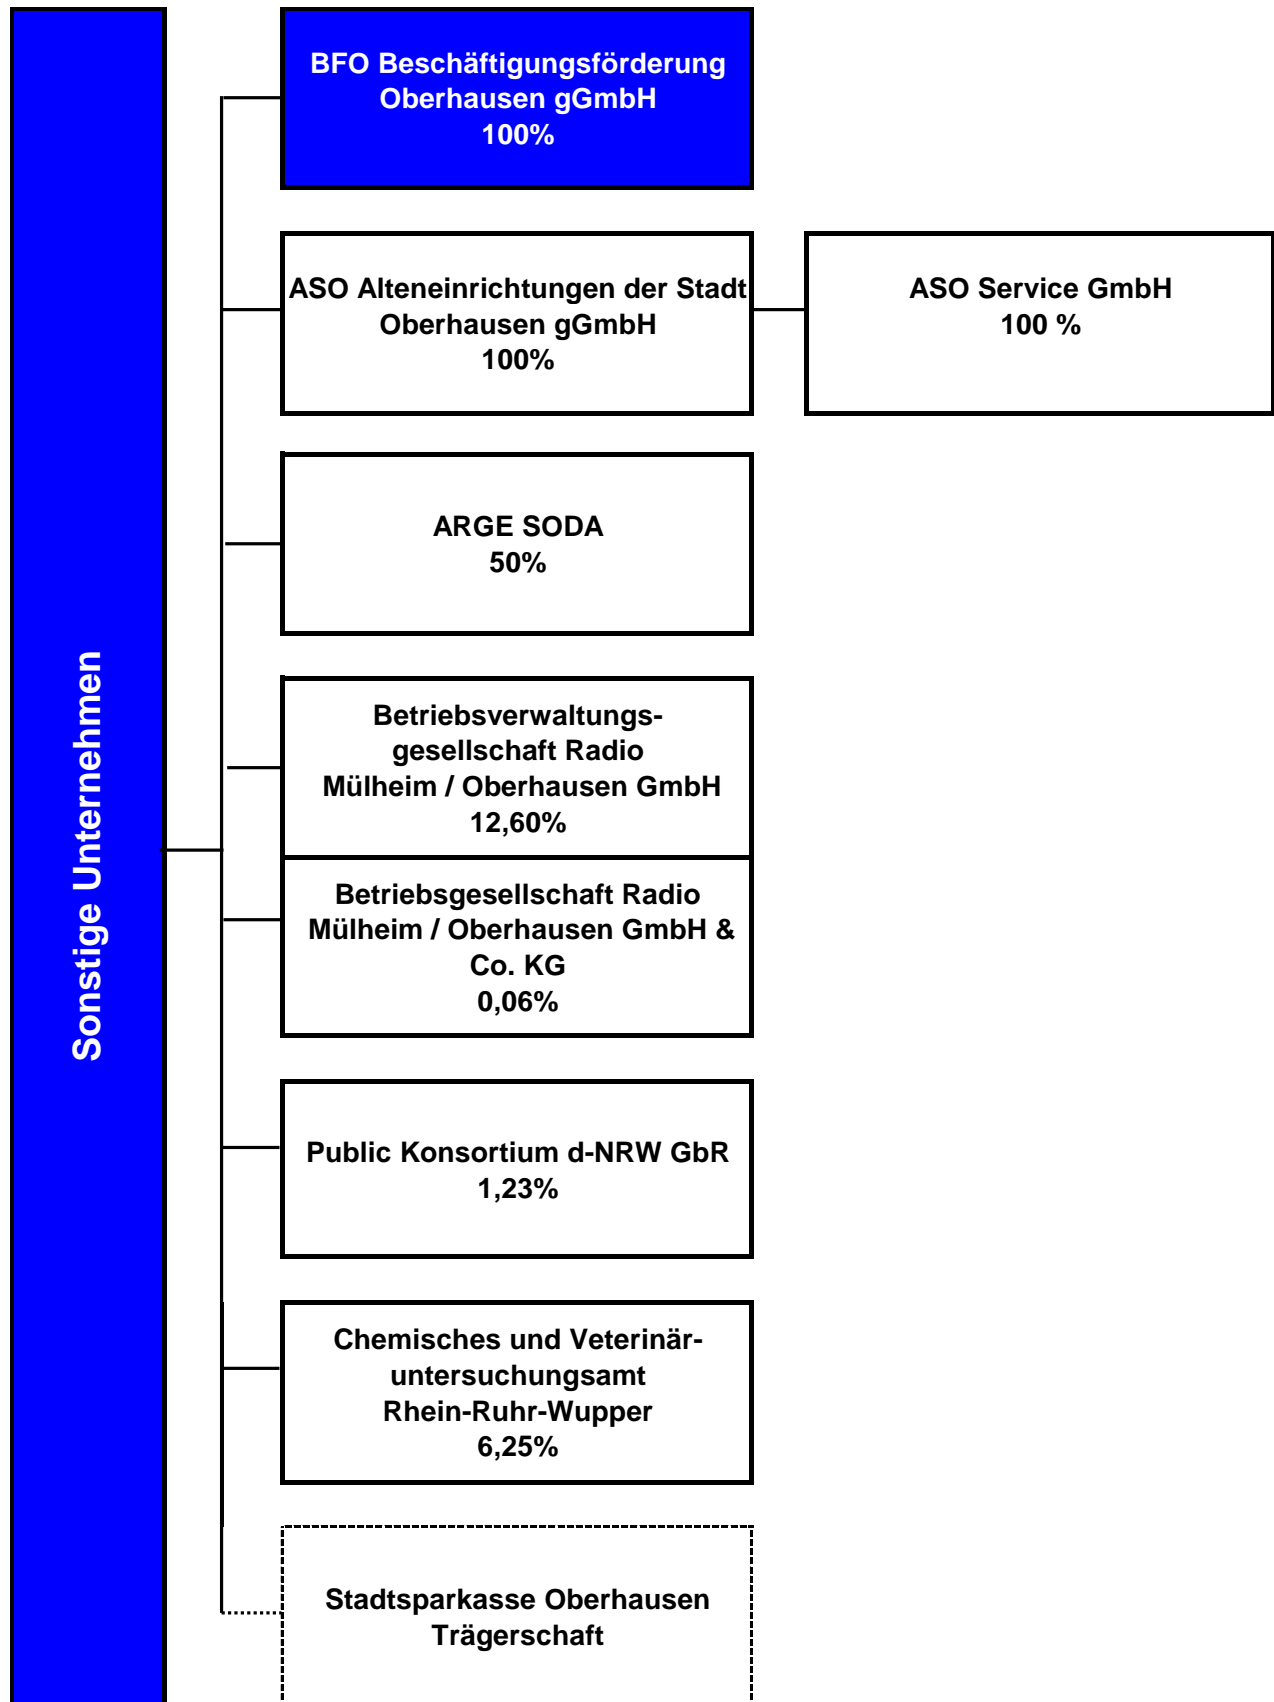 Sonstige Unternehmen
BFO Beschäftigungsförderung
Oberhausen gGmbH
100%
ASO Alteneinrichtungen der Stadt
Oberhausen gGmbH
100%
ASO Service GmbH
100 %
ARGE SODA
50%
Betriebsverwaltungs-
gesellschaft Radio
Mülheim / Oberhausen GmbH
12,60%
Betriebsgesellschaft Radio
Mülheim / Oberhausen GmbH &
Co. KG
0,06%
Public Konsortium d-NRW GbR
1,23%
Chemisches und Veterinär-
untersuchungsamt
Rhein-Ruhr-Wupper
6,25%
Stadtsparkasse Oberhausen
Trägerschaft